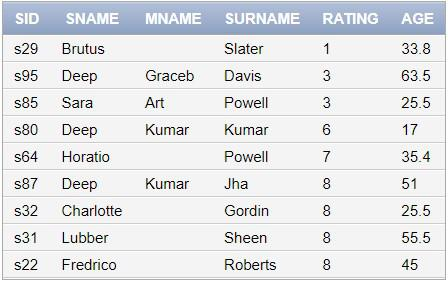 SID SNAME MNAME SURNAME RATING AGE
s29 Brutus Slater 1 33.8
s95 Deep Graceb Davis 3 63.5
s85 Sara Art Powell 3 25.5
s80 Deep Kumar Kumar 6 17
s64 Horatio Powell 7 35.4
s87 Deep Kumar Jha 8 51
s32 Charlotte Gordin 8 25.5
s31 Lubber Sheen 8 55.5
s22 Fredrico Roberts 8 45